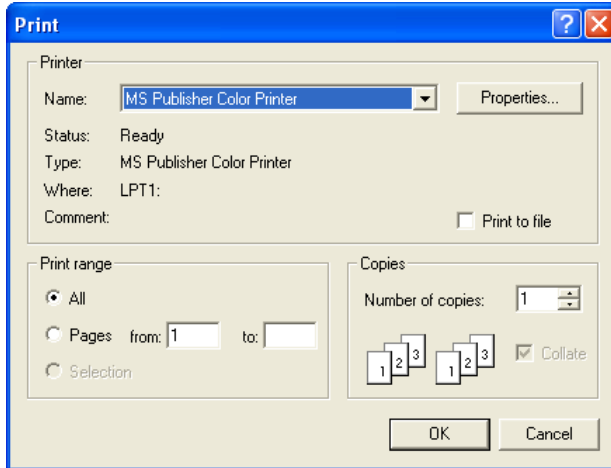 Print
Printer
Name: MS Publisher Color Printer Properties...
Status: Ready
Type: MS Publisher Color Printer
Where: LPT1:
Comment: Print to file
Print range
All
Pages from: 1 to:
Selection
Copies
Number of copies: 1
1 2 3 1 2 3 Collate
OK Cancel